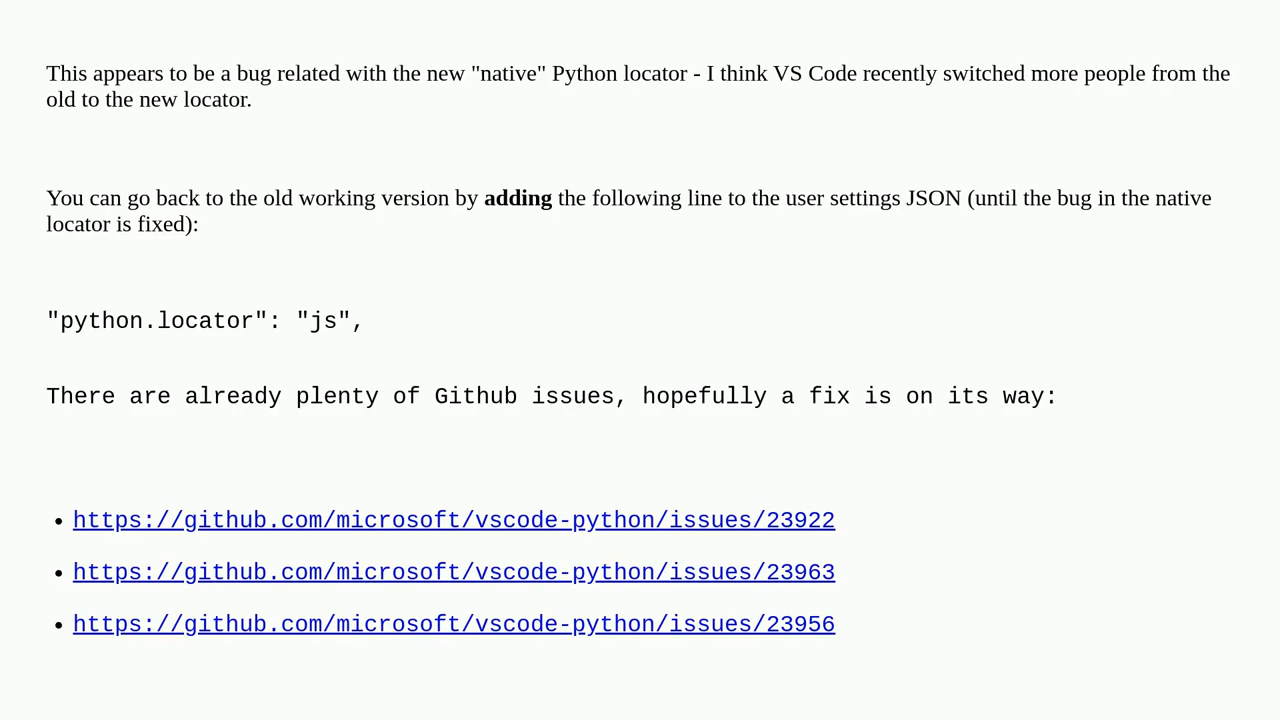 This appears to be a bug related with the new "native" Python locator - I think VS Code recently switched more people from the
old to the new locator.
You can go back to the old working version by adding the following line to the user settings JSON (until the bug in the native
locator is fixed):
"python.locator": "js",
There are already plenty of Github issues, hopefully a fix is on its way:
• https://github.com/microsoft/vscode-python/issues/23922
• https://github.com/microsoft/vscode-python/issues/23963
• https://github.com/microsoft/vscode-python/issues/23956